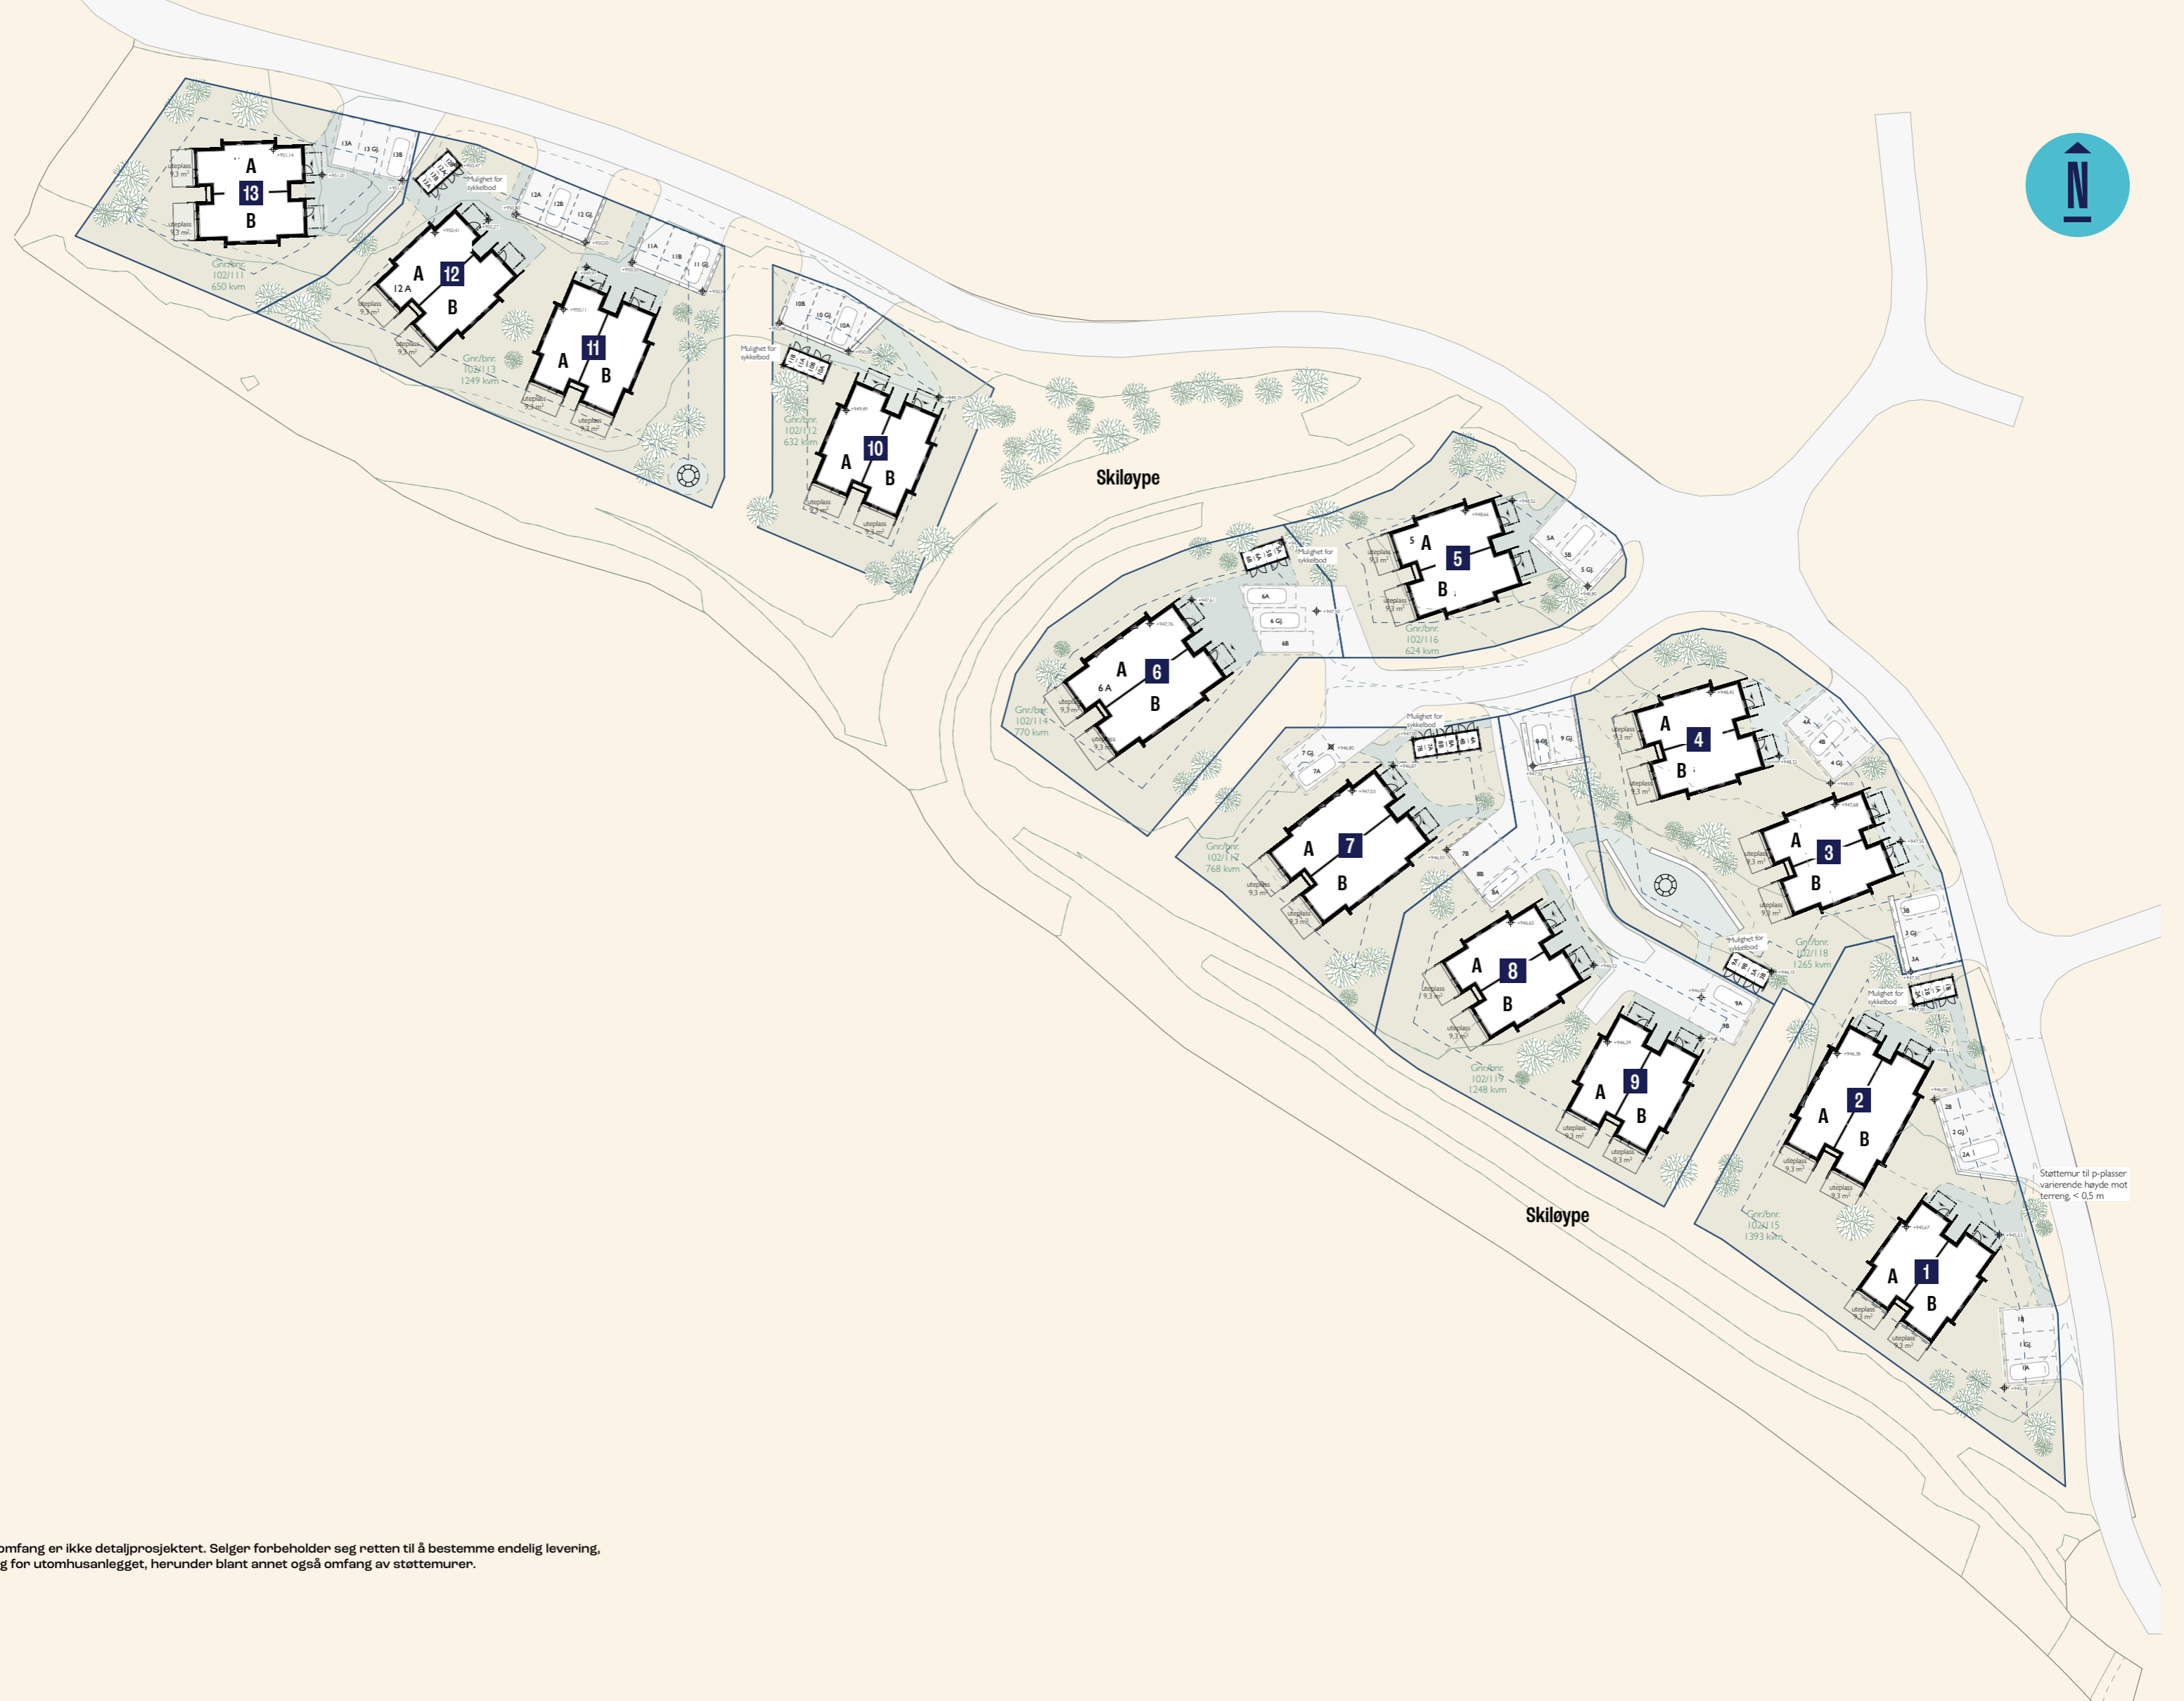 N
13A
13 GJ.
13B
A
13
B
uteplass
9,3 m²
uteplass
9,3 m²
Gnr./bnr.
102/111
650 kvm
Mulighet for
sykkelbod
12A
12B
12 GJ.
A
12
12 A
B
uteplass
9,3 m²
uteplass
9,3 m²
Gnr./bnr.
102/113
1249 kvm
11A
11B
11 GJ.
11
A
B
uteplass
9,3 m²
uteplass
9,3 m²
10B
10 GJ.
10A
Mulighet for
sykkelbod
Gnr./bnr.
102/112
632 kvm
10
A
B
uteplass
9,3 m²
uteplass
9,3 m²
Skiløype
5
A
5
B
uteplass
9,3 m²
uteplass
9,3 m²
5A
5B
5 GJ.
Gnr./bnr.
102/116
624 kvm
Mulighet for
sykkelbod
6A
6 GJ.
6B
A
6
6 A
B
uteplass
9,3 m²
uteplass
9,3 m²
Gnr./bnr.
102/114
770 kvm
Mulighet for
sykkelbod
7 GJ.
7A
A
7
B
uteplass
9,3 m²
uteplass
9,3 m²
Gnr./bnr.
102/117
768 kvm
8 GJ.
9 GJ.
7B
8B
8A
A
4
B
uteplass
9,3 m²
uteplass
9,3 m²
4A
4B
4 GJ.
A
3
B
uteplass
9,3 m²
uteplass
9,3 m²
3B
3 GJ.
3A
Gnr./bnr.
102/118
1265 kvm
Mulighet for
sykkelbod
A
8
B
uteplass
9,3 m²
uteplass
9,3 m²
9A
9B
9
A
B
uteplass
9,3 m²
uteplass
9,3 m²
Gnr./bnr.
102/119
1248 kvm
Mulighet for
sykkelbod
2
A
B
uteplass
9,3 m²
uteplass
9,3 m²
2B
2 GJ.
2A
Støttemur til p-plasser
varierende høyde mot
terreng, < 0,5 m
Skiløype
Gnr./bnr.
102/115
1393 kvm
1
A
B
uteplass
9,3 m²
uteplass
9,3 m²
1B
1 GJ.
1A
omfang er ikke detaljprosjektert. Selger forbeholder seg retten til å bestemme endelig levering,
g for utomhusanlegget, herunder blant annet også omfang av støttemurer.